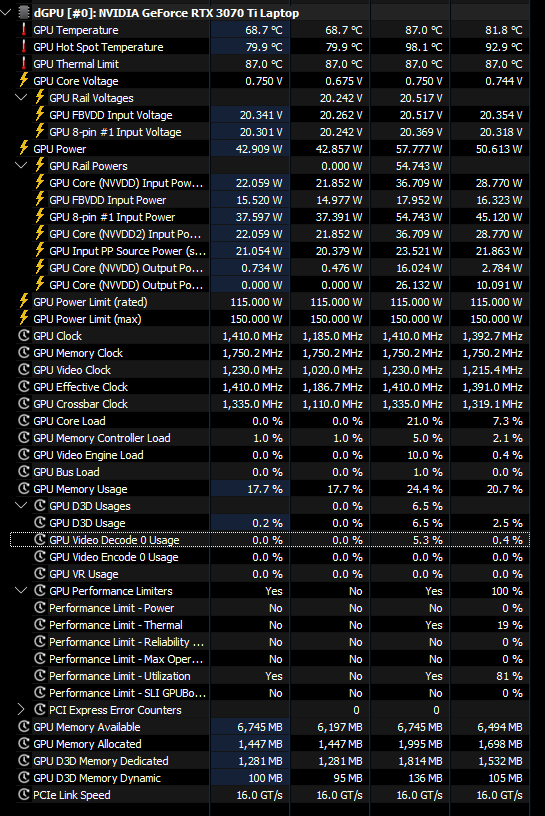 dGPU [#0]: NVIDIA GeForce RTX 3070 Ti Laptop
GPU Temperature 68.7 °C 68.7 °C 87.0 °C 81.8 °C
GPU Hot Spot Temperature 79.9 °C 79.9 °C 98.1 °C 92.9 °C
GPU Thermal Limit 87.0 °C 87.0 °C 87.0 °C 87.0 °C
GPU Core Voltage 0.750 V 0.675 V 0.750 V 0.744 V
GPU Rail Voltages 20.242 V 20.517 V
GPU FBVDD Input Voltage 20.341 V 20.262 V 20.517 V 20.354 V
GPU 8-pin #1 Input Voltage 20.301 V 20.242 V 20.369 V 20.318 V
GPU Power 42.909 W 42.857 W 57.777 W 50.613 W
GPU Rail Powers 0.000 W 54.743 W
GPU Core (NVVDD) Input Pow... 22.059 W 21.852 W 36.709 W 28.770 W
GPU FBVDD Input Power 15.520 W 14.977 W 17.952 W 16.323 W
GPU 8-pin #1 Input Power 37.597 W 37.391 W 54.743 W 45.120 W
GPU Core (NVVDD2) Input Po... 22.059 W 21.852 W 36.709 W 28.770 W
GPU Input PP Source Power (s... 21.054 W 20.379 W 23.521 W 21.863 W
GPU Core (NVVDD) Output Po... 0.734 W 0.476 W 16.024 W 2.784 W
GPU Core (NVVDD) Output Po... 0.000 W 0.000 W 26.132 W 10.091 W
GPU Power Limit (rated) 115.000 W 115.000 W 115.000 W 115.000 W
GPU Power Limit (max) 150.000 W 150.000 W 150.000 W 150.000 W
GPU Clock 1,410.0 MHz 1,185.0 MHz 1,410.0 MHz 1,392.7 MHz
GPU Memory Clock 1,750.2 MHz 1,750.2 MHz 1,750.2 MHz 1,750.2 MHz
GPU Video Clock 1,230.0 MHz 1,020.0 MHz 1,230.0 MHz 1,215.4 MHz
GPU Effective Clock 1,410.0 MHz 1,186.7 MHz 1,410.0 MHz 1,391.0 MHz
GPU Crossbar Clock 1,335.0 MHz 1,110.0 MHz 1,335.0 MHz 1,319.1 MHz
GPU Core Load 0.0 % 0.0 % 21.0 % 7.3 %
GPU Memory Controller Load 1.0 % 1.0 % 5.0 % 2.1 %
GPU Video Engine Load 0.0 % 0.0 % 10.0 % 0.4 %
GPU Bus Load 0.0 % 0.0 % 1.0 % 0.0 %
GPU Memory Usage 17.7 % 17.7 % 24.4 % 20.7 %
GPU D3D Usages 0.0 % 6.5 %
GPU D3D Usage 0.2 % 0.0 % 6.5 % 2.5 %
GPU Video Decode 0 Usage 0.0 % 0.0 % 5.3 % 0.4 %
GPU Video Encode 0 Usage 0.0 % 0.0 % 0.0 % 0.0 %
GPU VR Usage 0.0 % 0.0 % 0.0 % 0.0 %
GPU Performance Limiters Yes No Yes 100 %
Performance Limit - Power No No No 0 %
Performance Limit - Thermal No No Yes 19 %
Performance Limit - Reliability ... No No No 0 %
Performance Limit - Max Oper... No No No 0 %
Performance Limit - Utilization Yes No Yes 81 %
Performance Limit - SLI GPUBo... No No No 0 %
PCI Express Error Counters 0 0
GPU Memory Available 6,745 MB 6,197 MB 6,745 MB 6,494 MB
GPU Memory Allocated 1,447 MB 1,447 MB 1,995 MB 1,698 MB
GPU D3D Memory Dedicated 1,281 MB 1,281 MB 1,814 MB 1,532 MB
GPU D3D Memory Dynamic 100 MB 95 MB 136 MB 105 MB
PCIe Link Speed 16.0 GT/s 16.0 GT/s 16.0 GT/s 16.0 GT/s